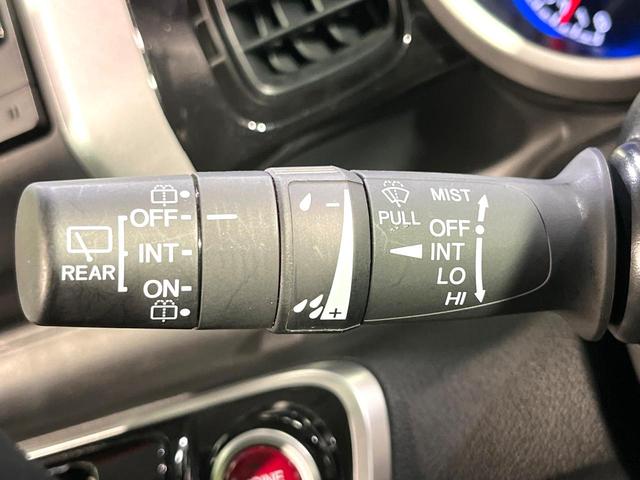 OFF
INT
ON
REAR
−
+
PULL
MIST
OFF
INT
LO
HI